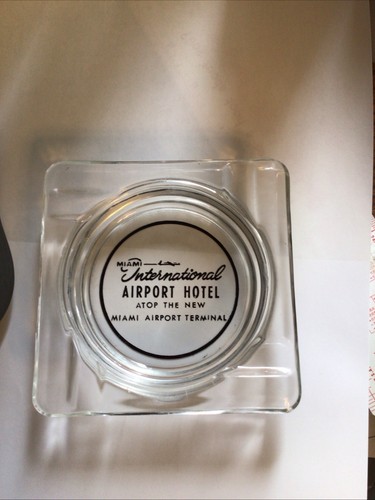 MIAMI
International
AIRPORT HOTEL
ATOP THE NEW
MIAMI AIRPORT TERMINAL